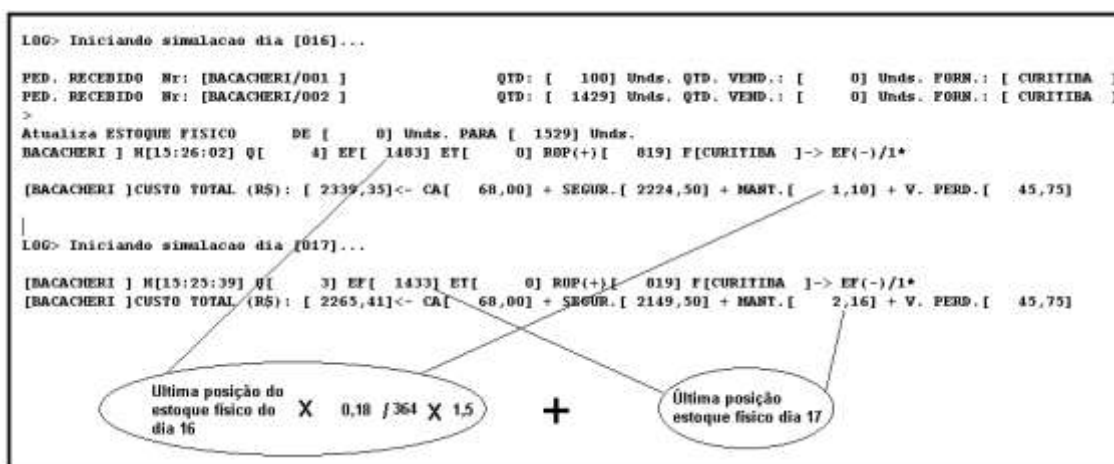 LOG> Iniciando simulacao dia [016]...
PED. RECEBIDO Nr: [BACACHERI/001 ] QTD: [ 100] Unds. QTD. VEND.: [ 0] Unds. FORN.: [ CURITIBA ]
PED. RECEBIDO Nr: [BACACHERI/002 ] QTD: [ 1429] Unds. QTD. VEND.: [ 0] Unds. FORN.: [ CURITIBA ]
>
Atualiza ESTOQUE FISICO DE [ 0] Unds. PARA [ 1529] Unds.
BACACHERI ] H[15:26:02] Q[ 4] EF[ 1483] ET[ 0] ROP(+)[ 819] F[CURITIBA ]-> EF(-)/1*
[BACACHERI ]CUSTO TOTAL (R$): [ 2339,35]<- CA[ 68,00] + SEGUR.[ 2224,50] + MANT.[ 1,10] + V. PERD.[ 45,75]
LOG> Iniciando simulacao dia [017]...
[BACACHERI ] H[15:25:39] Q[ 3] EF[ 1433] ET[ 0] ROP(+)[ 819] F[CURITIBA ]-> EF(-)/1*
[BACACHERI ]CUSTO TOTAL (R$): [ 2265,41]<- CA[ 68,00] + SEGUR.[ 2149,50] + MANT.[ 2,16] + V. PERD.[ 45,75]
Ultima posição do
estoque fisico do X 0,18 / 364 X 1,5
dia 16
+
Última posição
estoque fisico dia 17